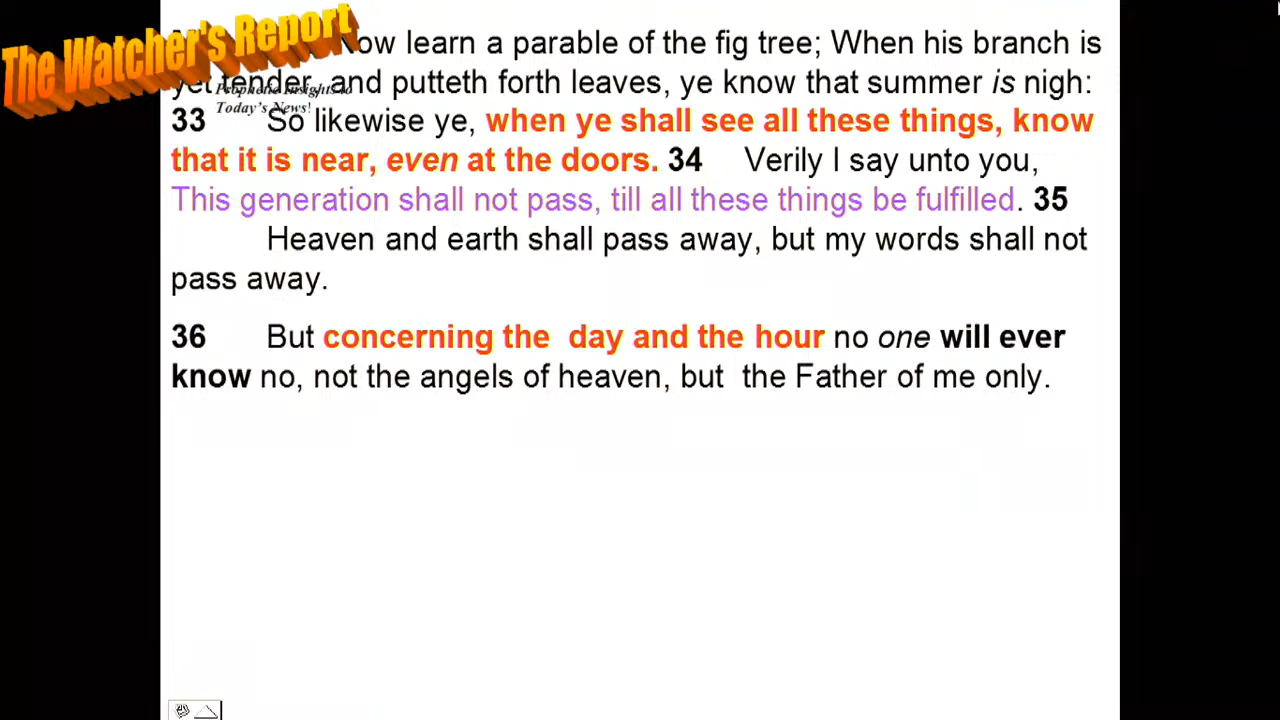 The Watcher's Report
Prophetic Insights to
Today's News!
Now learn a parable of the fig tree; When his branch is
yet tender, and putteth forth leaves, ye know that summer is nigh:
33 So likewise ye, when ye shall see all these things, know
that it is near, even at the doors. 34 Verily I say unto you,
This generation shall not pass, till all these things be fulfilled. 35
Heaven and earth shall pass away, but my words shall not
pass away.
36 But concerning the day and the hour no one will ever
know no, not the angels of heaven, but the Father of me only.